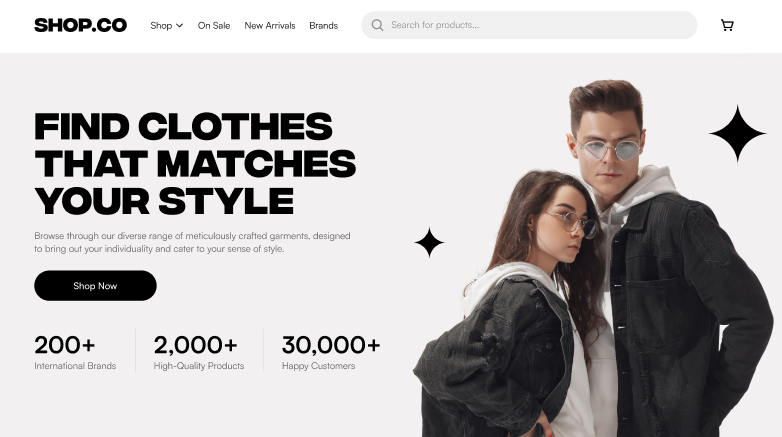 SHOP.CO
Shop
On Sale
New Arrivals
Brands
Search for products...
FIND CLOTHES
THAT MATCHES
YOUR STYLE
Browse through our diverse range of meticulously crafted garments, designed
to bring out your individuality and cater to your sense of style.
Shop Now
200+
International Brands
2,000+
High-Quality Products
30,000+
Happy Customers